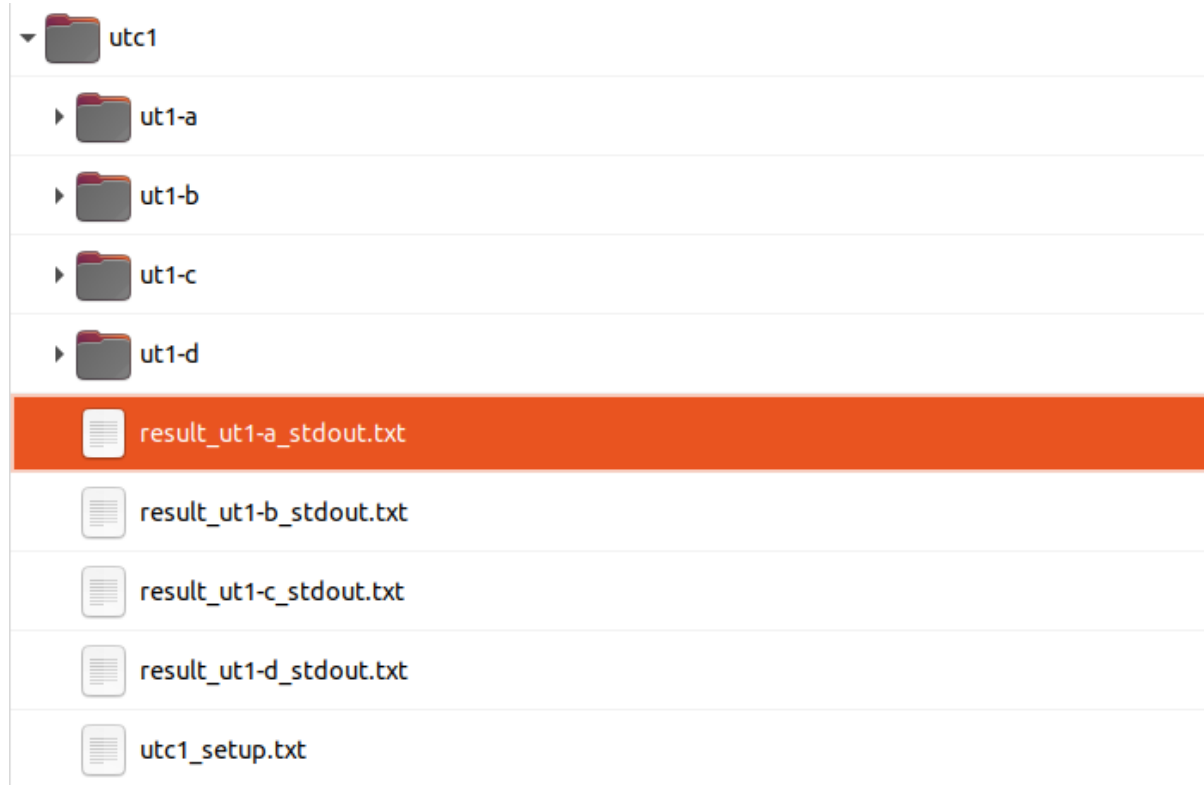 utc1
ut1-a
ut1-b
ut1-c
ut1-d
result_ut1-a_stdout.txt
result_ut1-b_stdout.txt
result_ut1-c_stdout.txt
result_ut1-d_stdout.txt
utc1_setup.txt